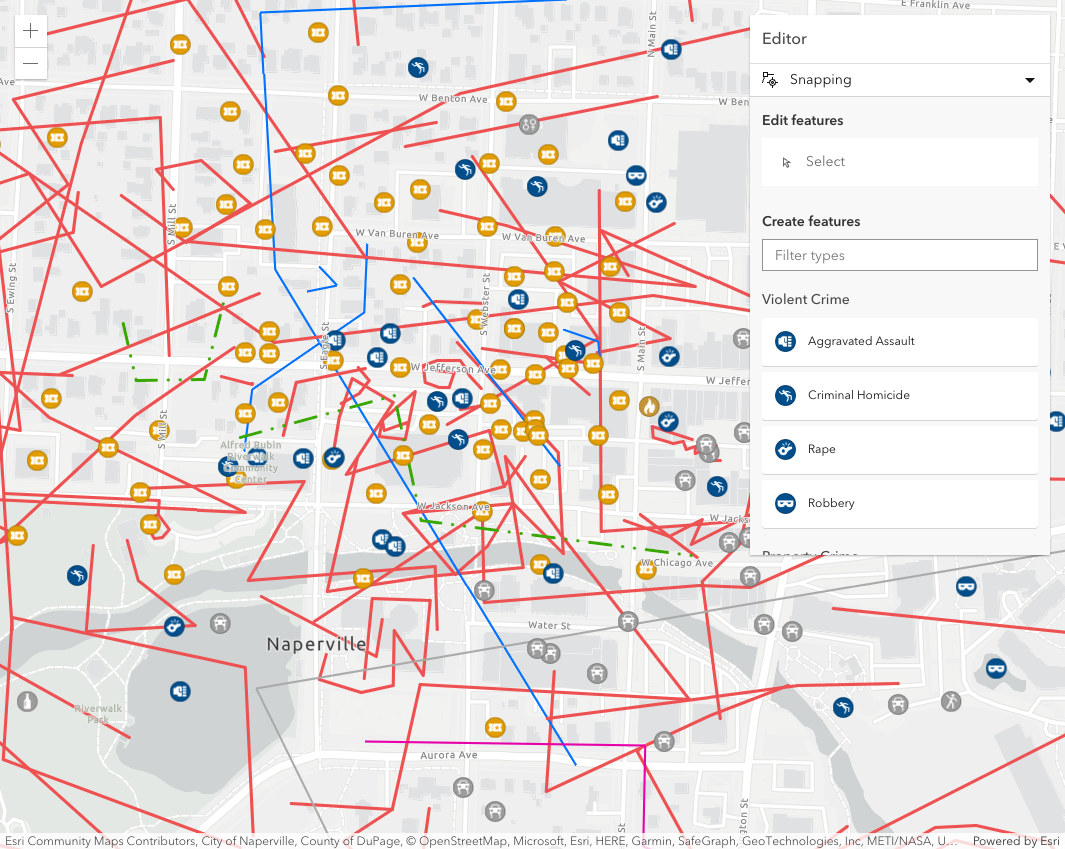 E Franklin Ave
N Main St
Editor
Snapping
Ave
W Benton Ave
W Ben
Edit features
Select
Create features
S Mill St
W Van Buren Ave
W Van Buren Ave
Filter types
S Ewing St
S Webster St
Violent Crime
S Eagle St
S Main St
Aggravated Assault
W Jefferson Ave
W Jeffer
Criminal Homicide
S Mill St
Alfred Rubin
Riverwalk
Community
Center
Rape
W Jackson Ave
W Jacks
Robbery
Property Crime
W Chicago Ave
Water St
Naperville
Riverwalk
Park
Aurora Ave
ngton St
St
Esri Community Maps Contributors, City of Naperville, County of DuPage, © OpenStreetMap, Microsoft, Esri, HERE, Garmin, SafeGraph, GeoTechnologies, Inc, METI/NASA, U...
Powered by Esri